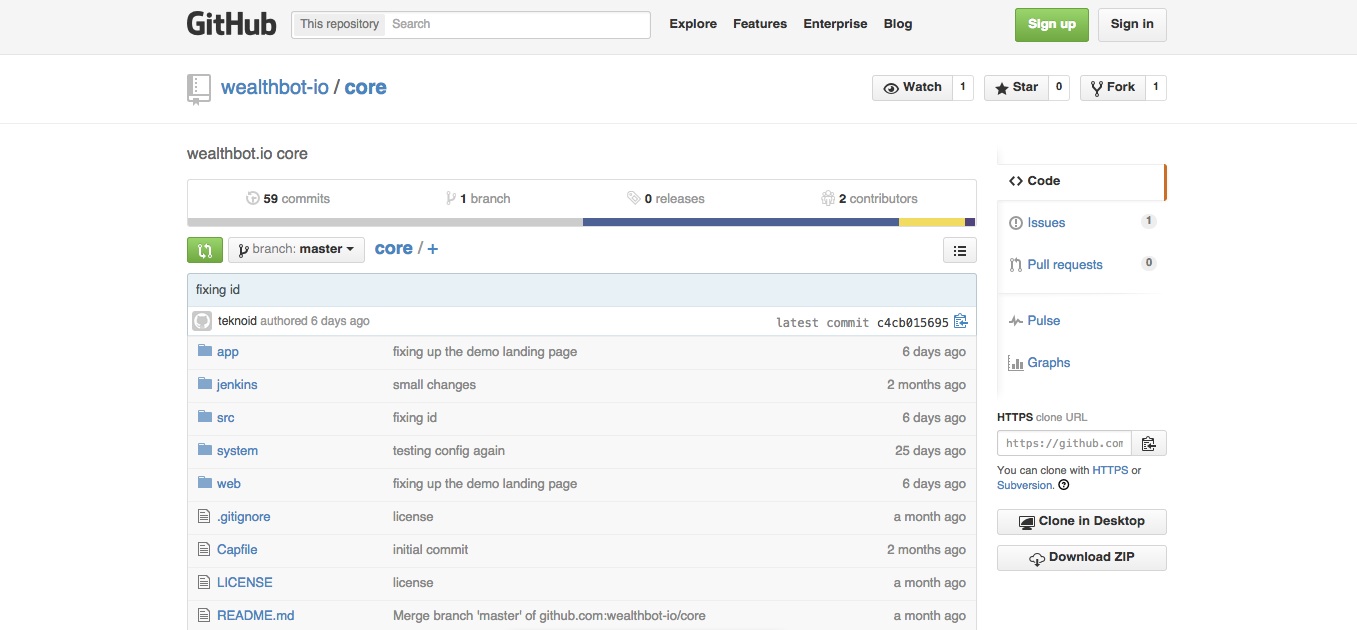 GitHub This repository Search Explore Features Enterprise Blog Sign up Sign in
wealthbot-io / core Watch 1 Star 0 Fork 1
wealthbot.io core
59 commits 1 branch 0 releases 2 contributors
branch: master core / +
fixing id
teknoid authored 6 days ago latest commit c4cb015695
app fixing up the demo landing page 6 days ago
jenkins small changes 2 months ago
src fixing id 6 days ago
system testing config again 25 days ago
web fixing up the demo landing page 6 days ago
.gitignore license a month ago
Capfile initial commit 2 months ago
LICENSE license a month ago
README.md Merge branch 'master' of github.com:wealthbot-io/core a month ago
Code
Issues 1
Pull requests 0
Pulse
Graphs
HTTPS clone URL
https://github.com
You can clone with HTTPS or
Subversion.
Clone in Desktop
Download ZIP